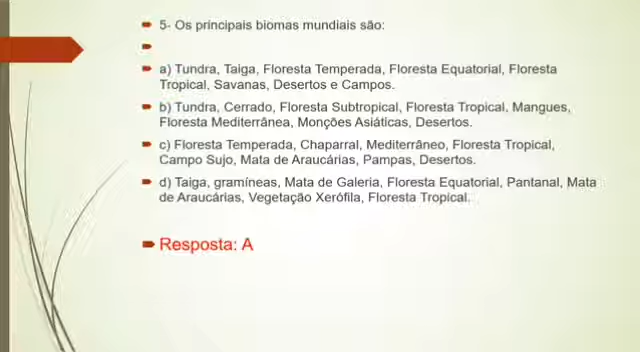 5- Os principais biomas mundiais são:
a) Tundra, Taiga, Floresta Temperada, Floresta Equatorial, Floresta
Tropical, Savanas, Desertos e Campos.
b) Tundra, Cerrado, Floresta Subtropical, Floresta Tropical, Mangues,
Floresta Mediterrânea, Monções Asiáticas, Desertos.
c) Floresta Temperada, Chaparral, Mediterrâneo, Floresta Tropical,
Campo Sujo, Mata de Araucárias, Pampas, Desertos.
d) Taiga, gramíneas, Mata de Galeria, Floresta Equatorial, Pantanal, Mata
de Araucárias, Vegetação Xerófila, Floresta Tropical.
Resposta: A